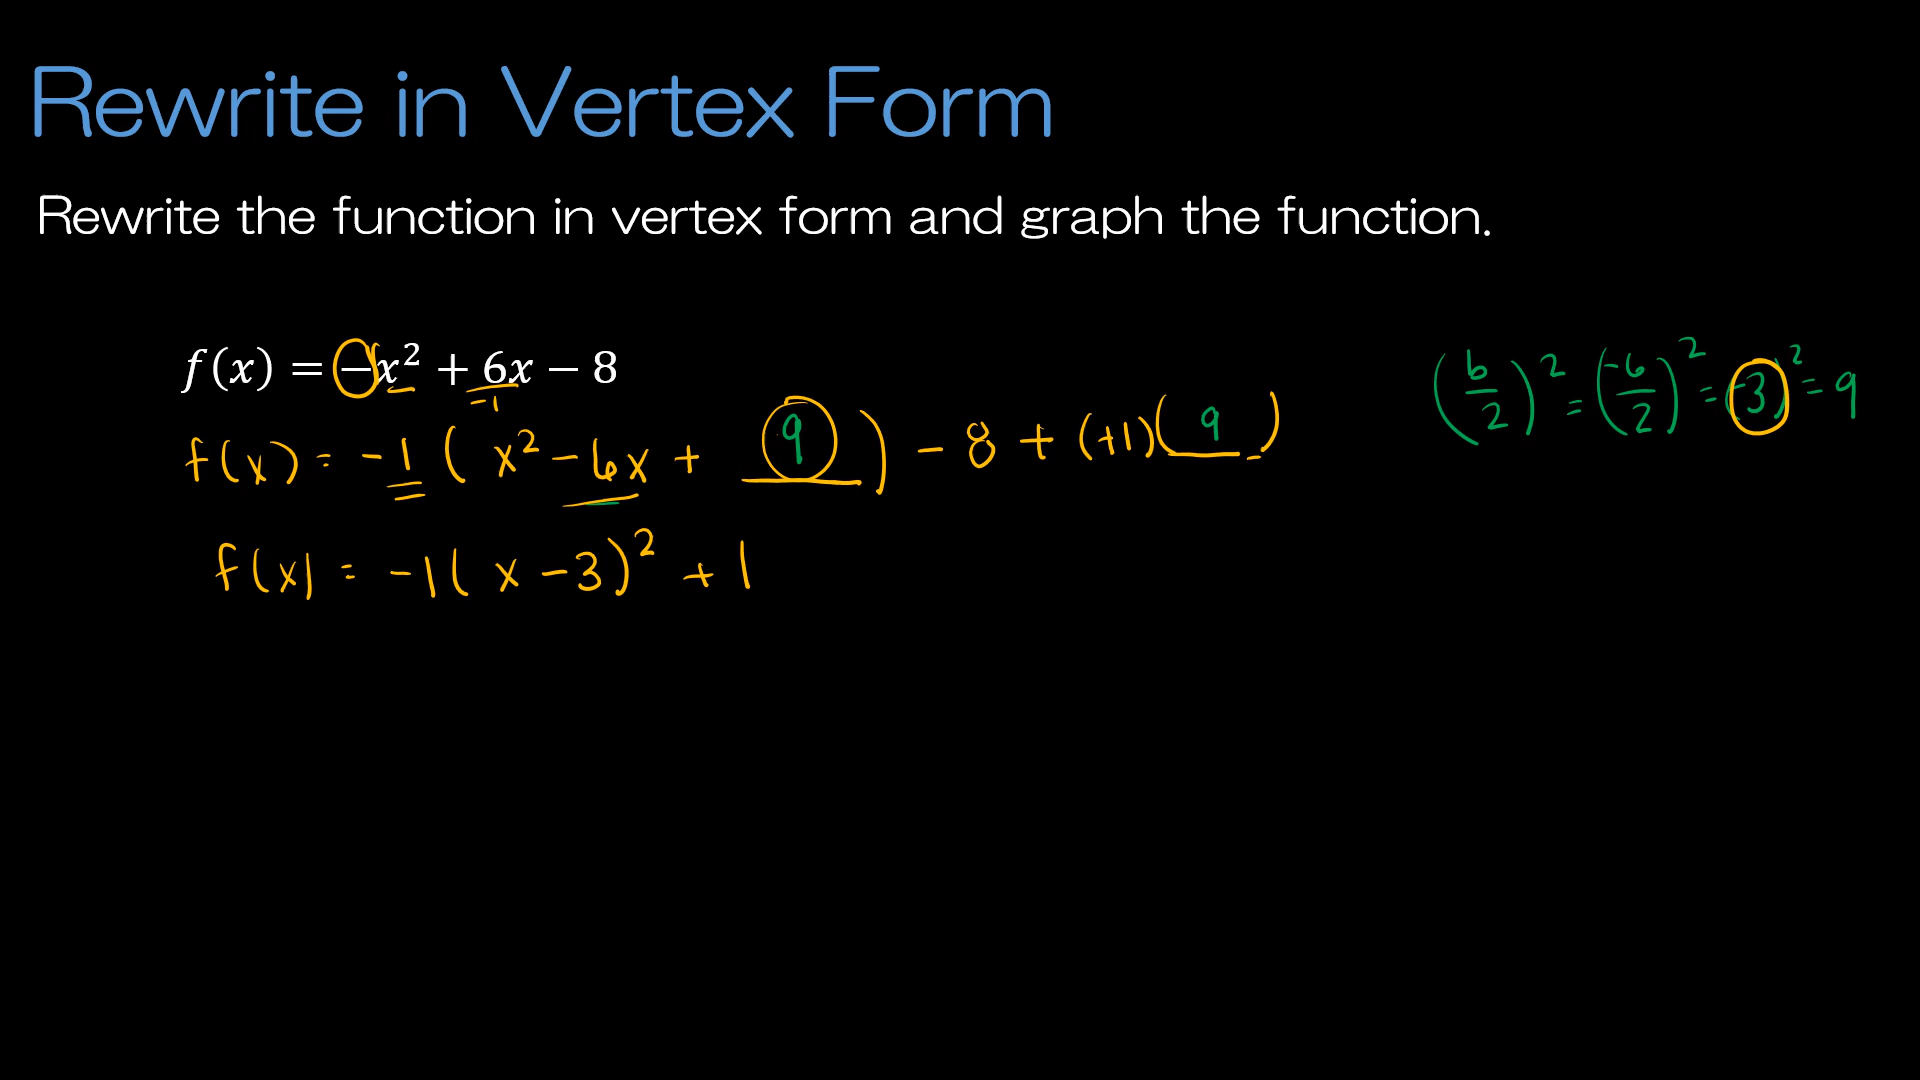 Rewrite in Vertex Form
Rewrite the function in vertex form and graph the function.
f(x) = −x² + 6x − 8
−1
f(x) = −1 ( x² − 6x + 9 ) − 8 + (+1)( 9 )
f(x) = −1( x − 3)² + 1
(b/2)² = (−6/2)² = (−3)² = 9